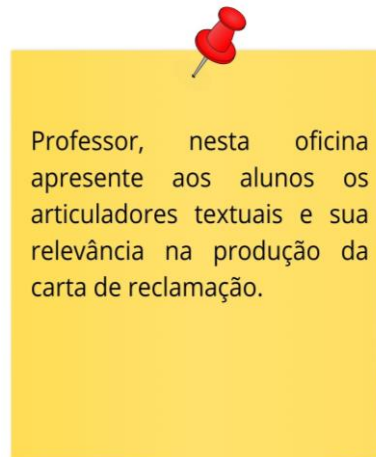 Professor, nesta oficina
apresente aos alunos os
articuladores textuais e sua
relevância na produção da
carta de reclamação.